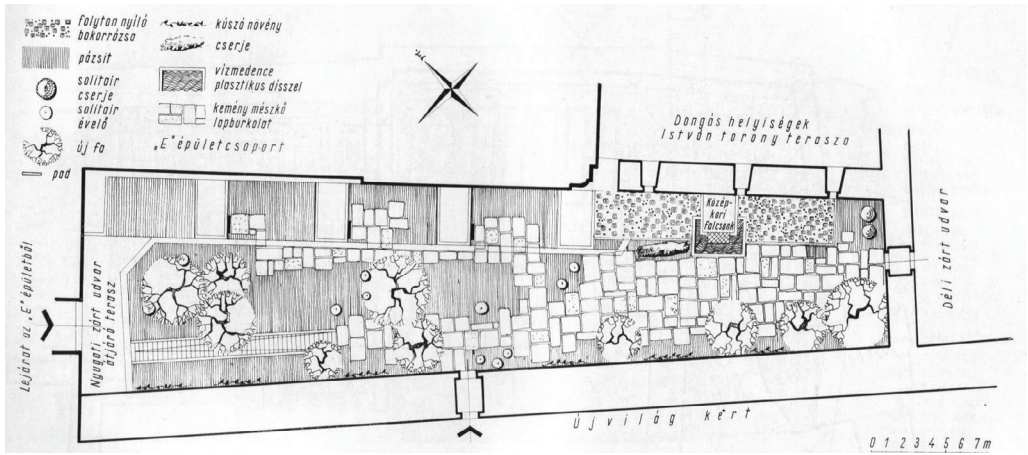 folyton nyíló
bokorrózsa
pázsit
solitair
cserje
solitair
évelő
új fa
pad
kúszó növény
cserje
vízmedence
plasztikus dísszel
kemény mészkő
lapburkolat
„E” épületcsoport
É
Dongás helyiségek
István torony terasza
Közép-
kori
falcsonk
Déli zárt udvar
Lejárat az „E” épületből
Nyugati zárt udvar
átjáró terasz
Újvilág kert
0 1 2 3 4 5 6 7m